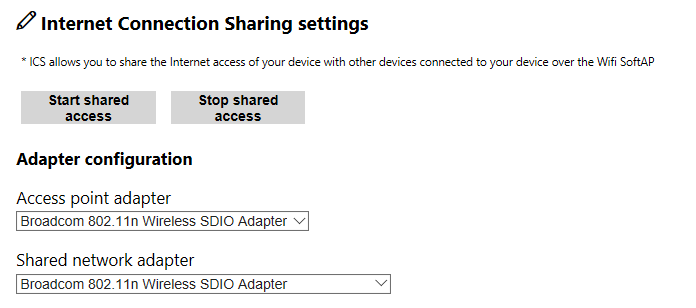 Internet Connection Sharing settings
* ICS allows you to share the Internet access of your device with other devices connected to your device over the Wifi SoftAP
Start shared access
Stop shared access
Adapter configuration
Access point adapter
Broadcom 802.11n Wireless SDIO Adapter
Shared network adapter
Broadcom 802.11n Wireless SDIO Adapter